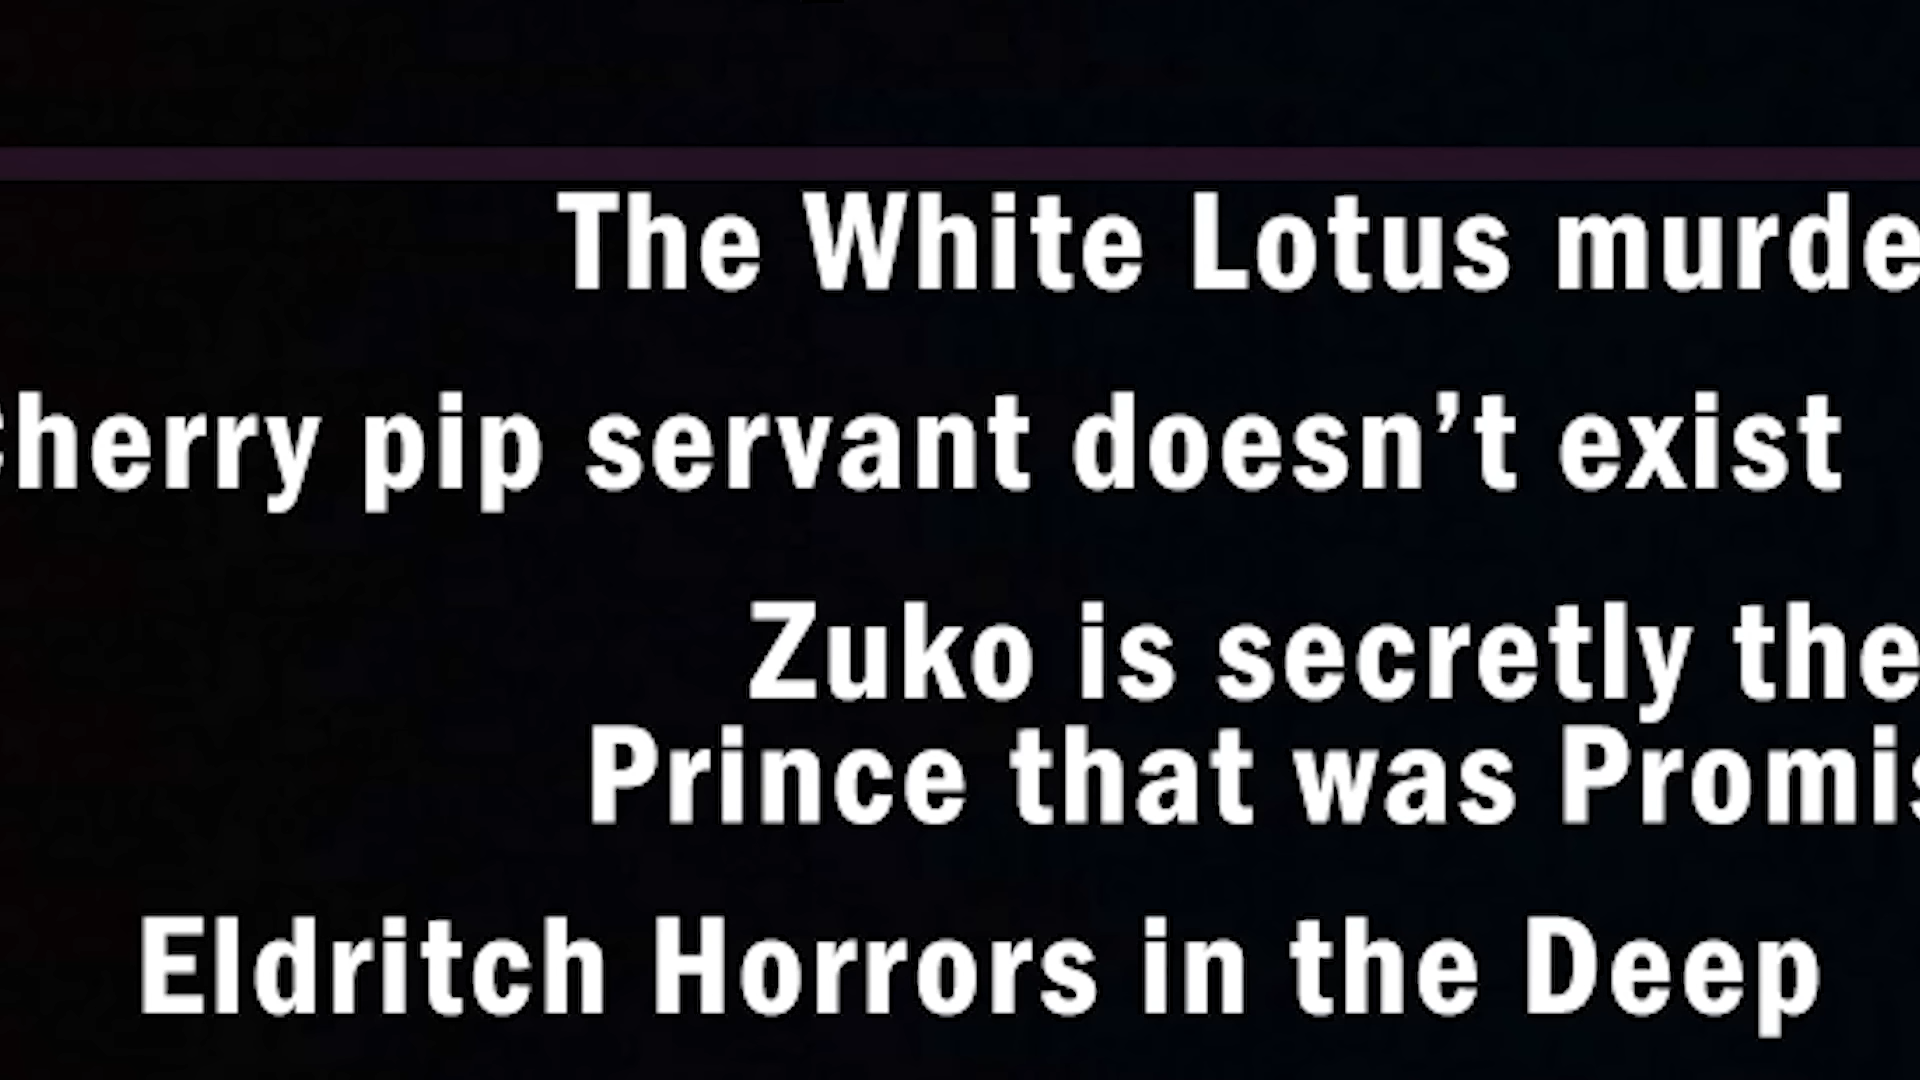 The White Lotus murde
herry pip servant doesn’t exist
Zuko is secretly the
Prince that was Promis
Eldritch Horrors in the Deep